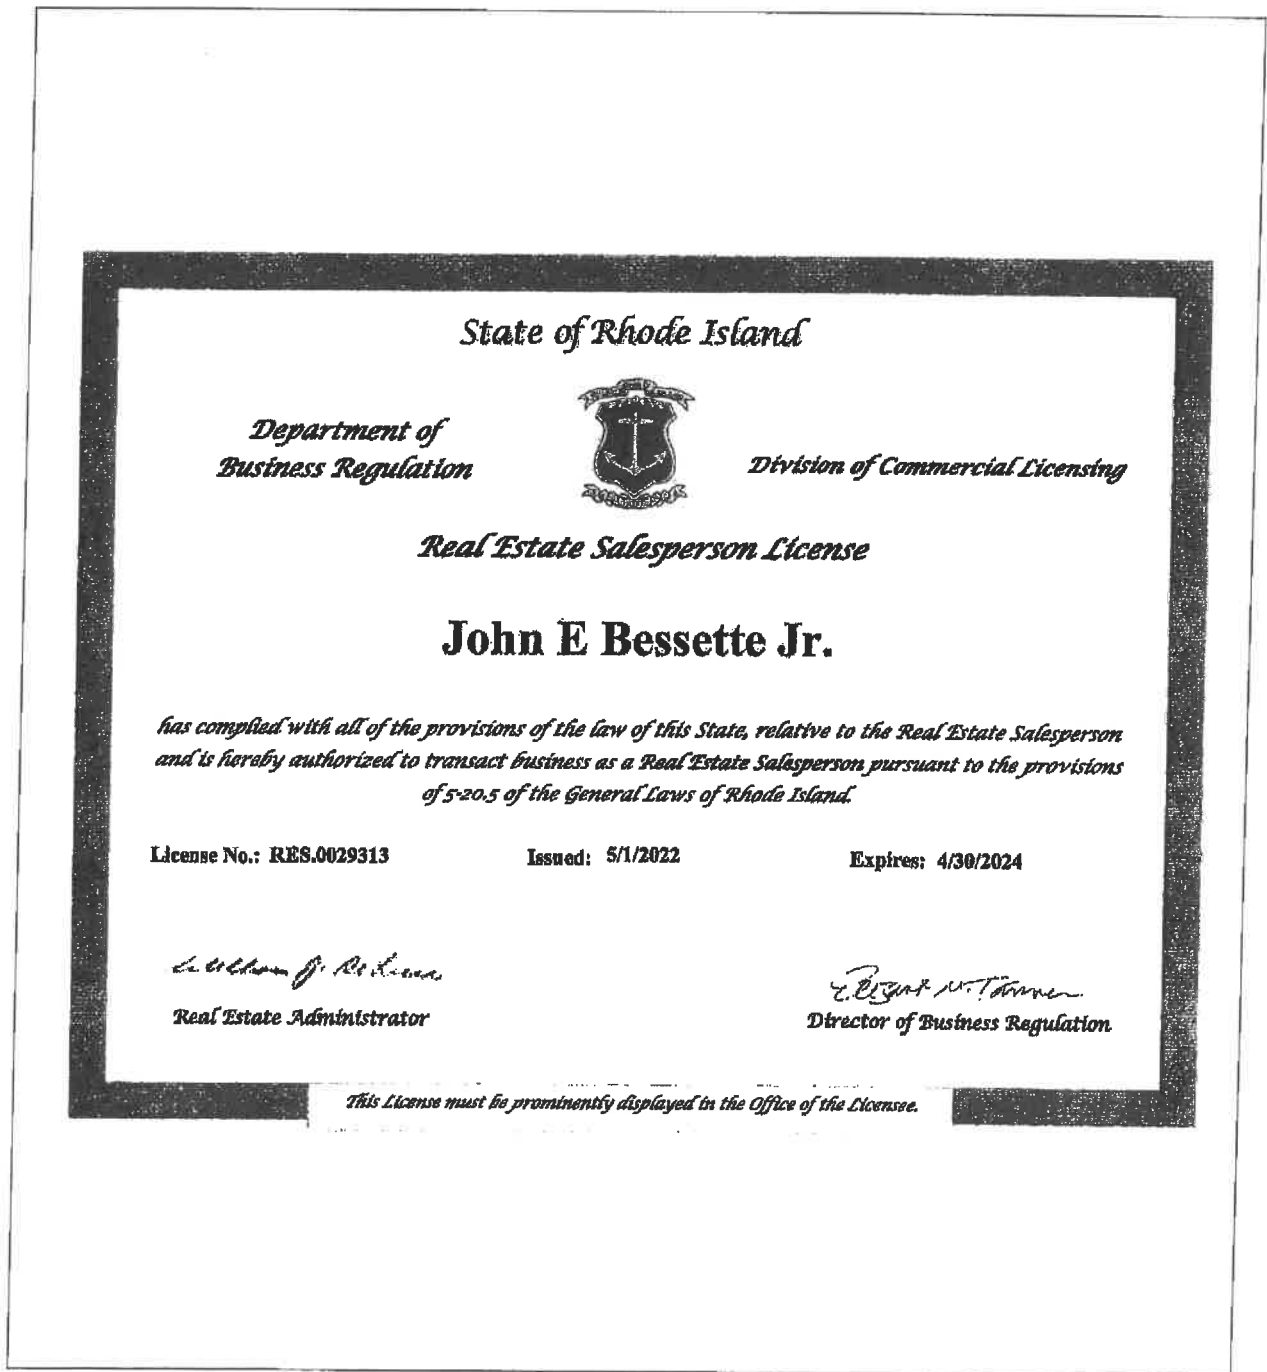 State of Rhode Island
Department of
Business Regulation
Division of Commercial Licensing
Real Estate Salesperson License
John E Bessette Jr.
has complied with all of the provisions of the law of this State, relative to the Real Estate Salesperson
and is hereby authorized to transact business as a Real Estate Salesperson pursuant to the provisions
of 5-20.5 of the General Laws of Rhode Island.
License No.: RES.0029313
Issued: 5/1/2022
Expires: 4/30/2024
Real Estate Administrator
Director of Business Regulation
This License must be prominently displayed in the Office of the Licensee.